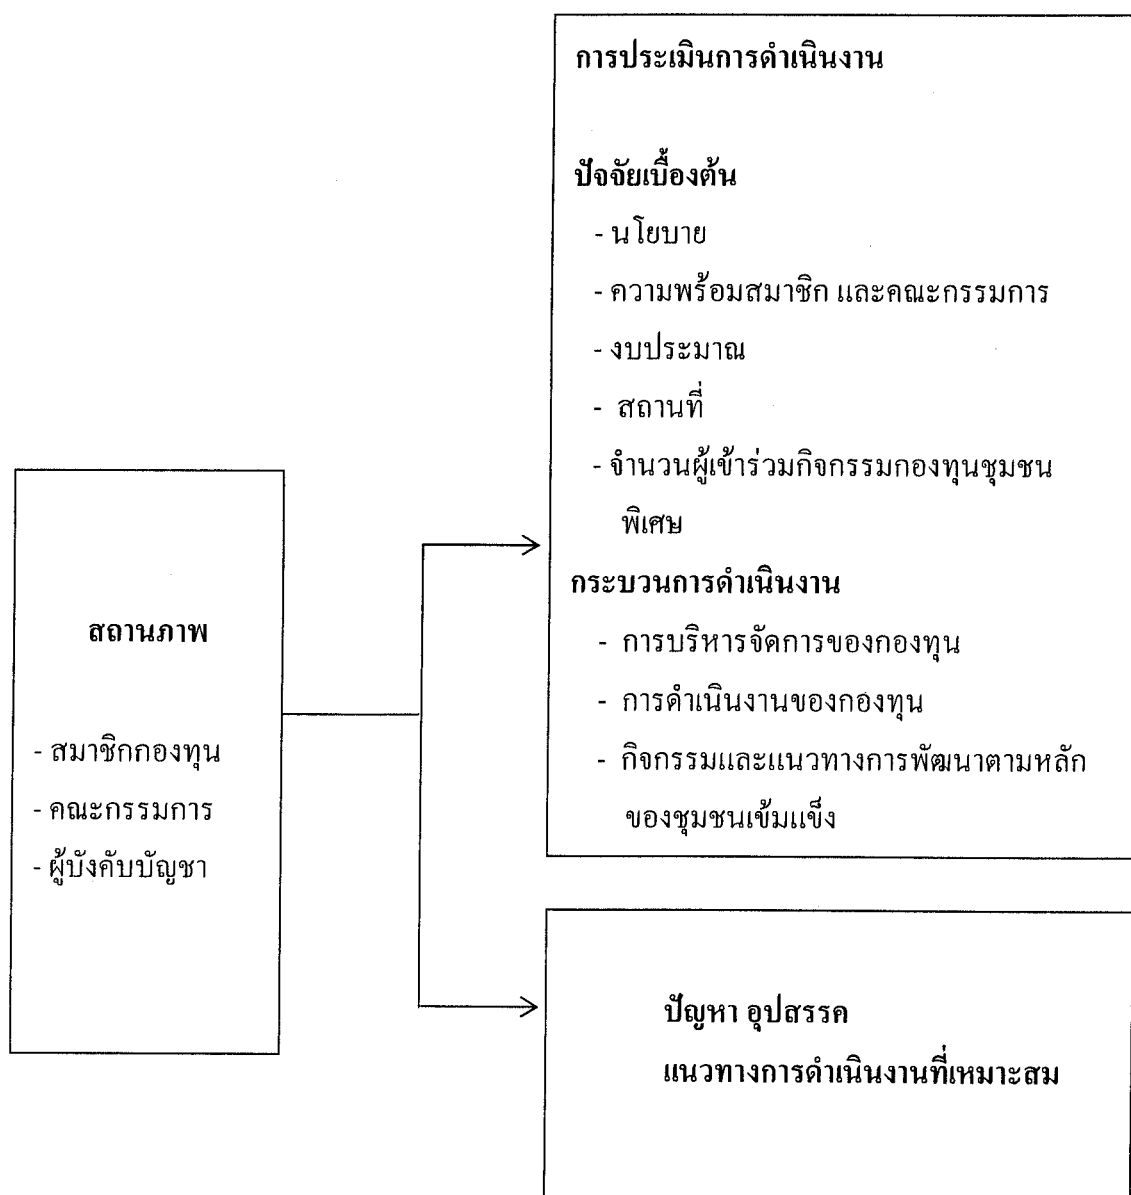 สถานภาพ
- สมาชิกกองทุน
- คณะกรรมการ
- ผู้บังคับบัญชา
การประเมินการดำเนินงาน
ปัจจัยเบื้องต้น
- นโยบาย
- ความพร้อมสมาชิก และคณะกรรมการ
- งบประมาณ
- สถานที่
- จำนวนผู้เข้าร่วมกิจกรรมกองทุนชุมชน
พิเศษ
กระบวนการดำเนินงาน
- การบริหารจัดการของกองทุน
- การดำเนินงานของกองทุน
- กิจกรรมและแนวทางการพัฒนาตามหลัก
ของชุมชนเข้มแข็ง
ปัญหา อุปสรรค
แนวทางการดำเนินงานที่เหมาะสม